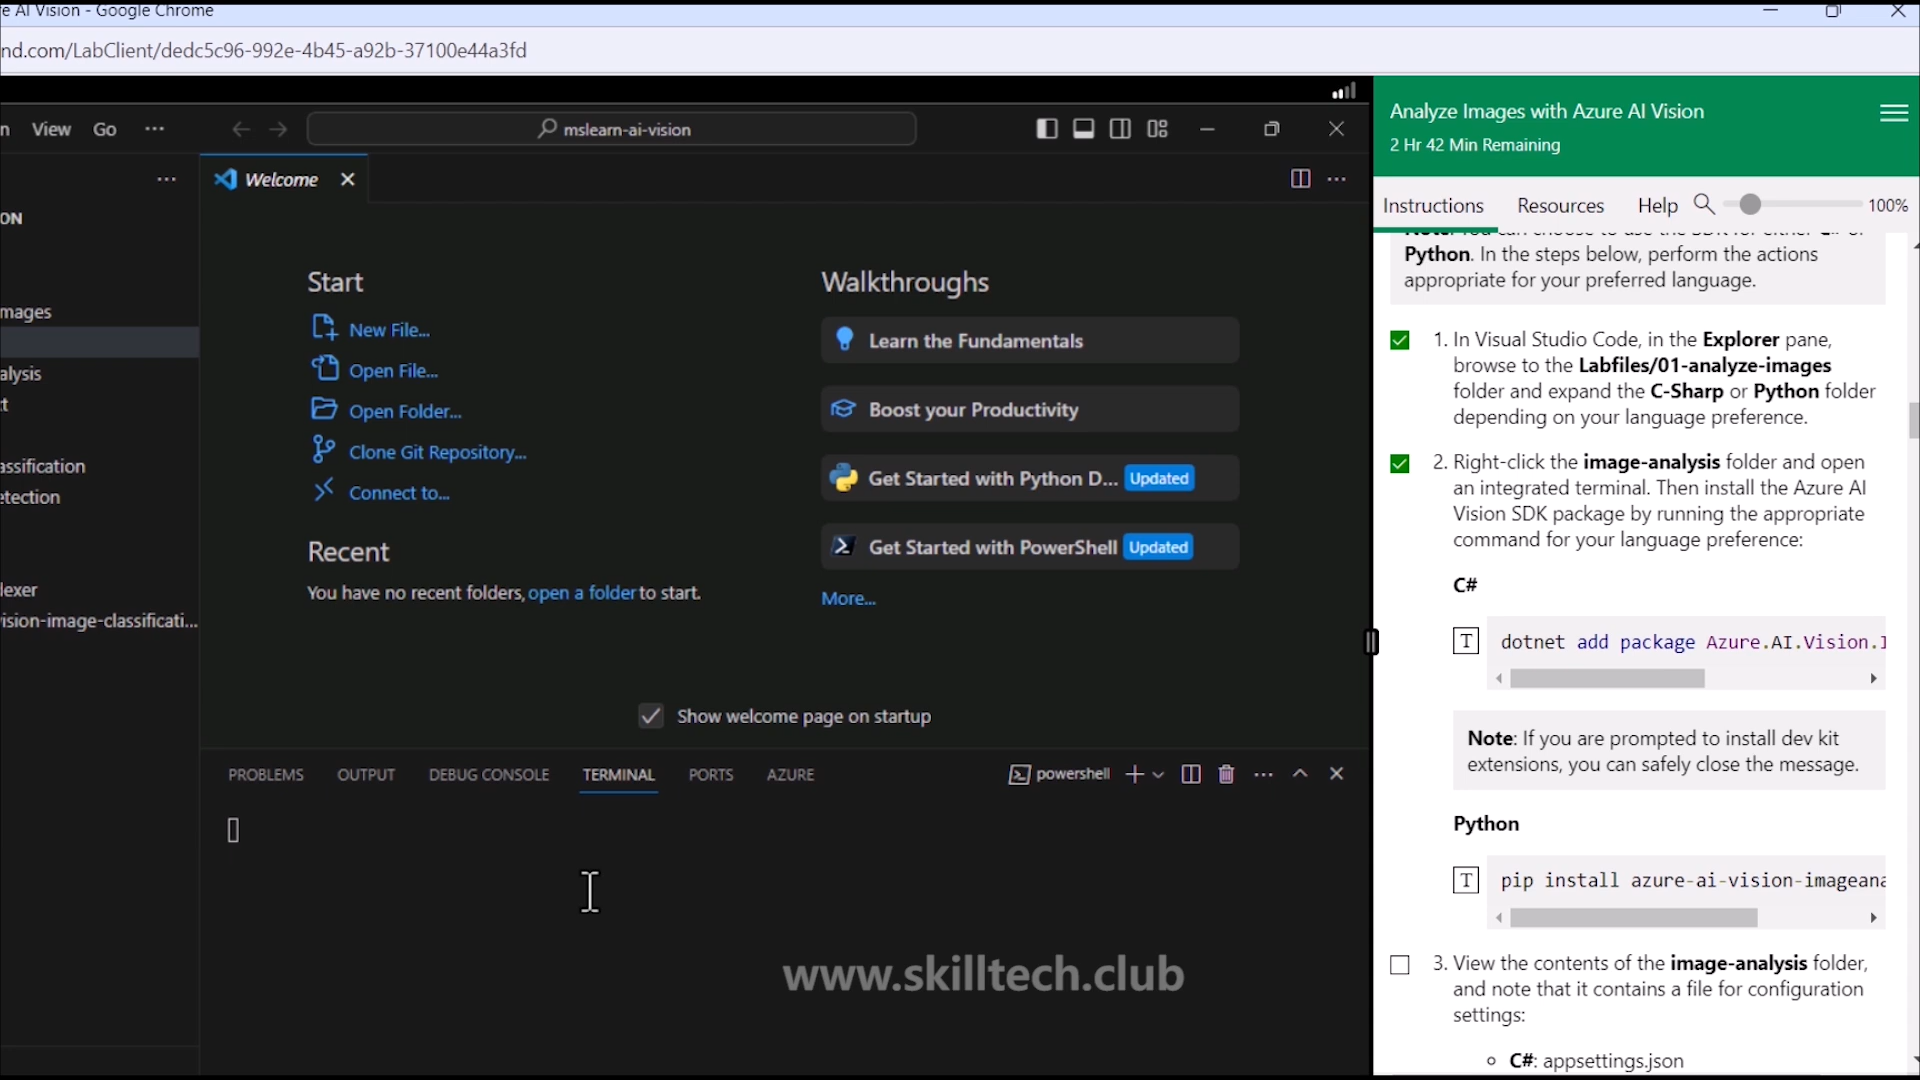 e AI Vision - Google Chrome
nd.com/LabClient/dedc5c96-992e-4b45-a92b-37100e44a3fd
n View Go ···
mslearn-ai-vision
Welcome
ON
mages
alysis
t
assification
etection
lexer
ision-image-classificati...
Start
New File...
Open File...
Open Folder...
Clone Git Repository...
Connect to...
Recent
You have no recent folders, open a folder to start.
Walkthroughs
Learn the Fundamentals
Boost your Productivity
Get Started with Python D... Updated
Get Started with PowerShell Updated
More...
Show welcome page on startup
PROBLEMS OUTPUT DEBUG CONSOLE TERMINAL PORTS AZURE
powershell
www.skilltech.club
Analyze Images with Azure AI Vision
2 Hr 42 Min Remaining
Instructions Resources Help 100%
Python. In the steps below, perform the actions
appropriate for your preferred language.
1. In Visual Studio Code, in the Explorer pane,
browse to the Labfiles/01-analyze-images
folder and expand the C-Sharp or Python folder
depending on your language preference.
2. Right-click the image-analysis folder and open
an integrated terminal. Then install the Azure AI
Vision SDK package by running the appropriate
command for your language preference:
C#
T dotnet add package Azure.AI.Vision.I
Note: If you are prompted to install dev kit
extensions, you can safely close the message.
Python
T pip install azure-ai-vision-imageana
3. View the contents of the image-analysis folder,
and note that it contains a file for configuration
settings:
C#: appsettings.json